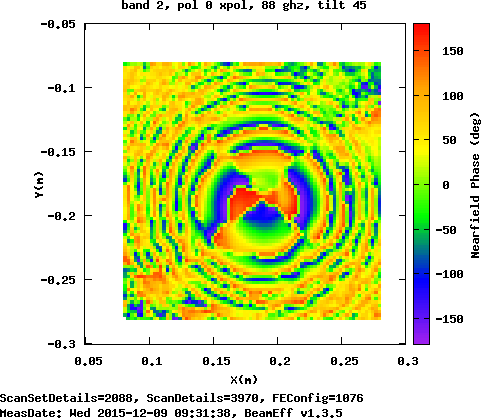 band 2, pol 0 xpol, 88 ghz, tilt 45
-0.05
-0.1
-0.15
-0.2
-0.25
-0.3
Y(m)
0.05 0.1 0.15 0.2 0.25 0.3
X(m)
150
100
50
0
-50
-100
-150
Nearfield Phase (deg)
ScanSetDetails=2088, ScanDetails=3970, FEConfig=1076
MeasDate: Wed 2015-12-09 09:31:38, BeamEff v1.3.5